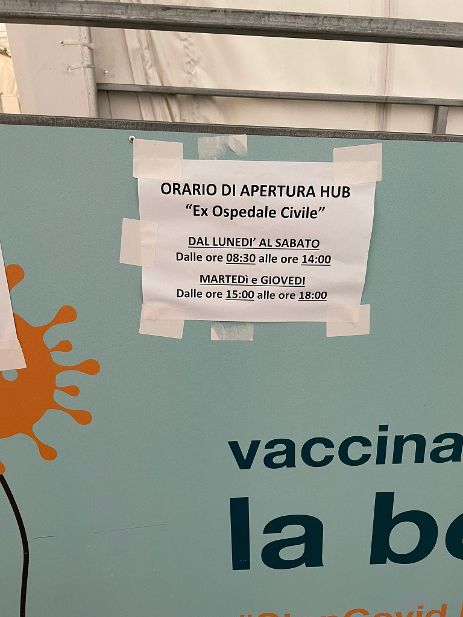 ORARIO DI APERTURA HUB
“Ex Ospedale Civile”
DAL LUNEDI’ AL SABATO
Dalle ore 08:30 alle ore 14:00
MARTEDÌ e GIOVEDI
Dalle ore 15:00 alle ore 18:00
vaccina
la be